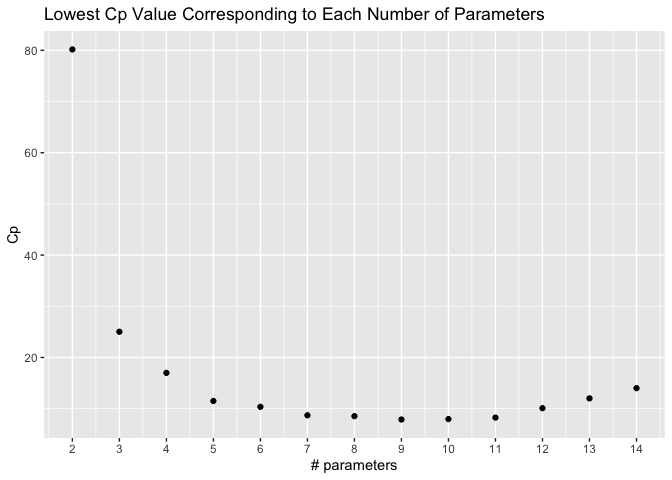 Lowest Cp Value Corresponding to Each Number of Parameters
80
60
40
20
Cp
2 3 4 5 6 7 8 9 10 11 12 13 14
# parameters